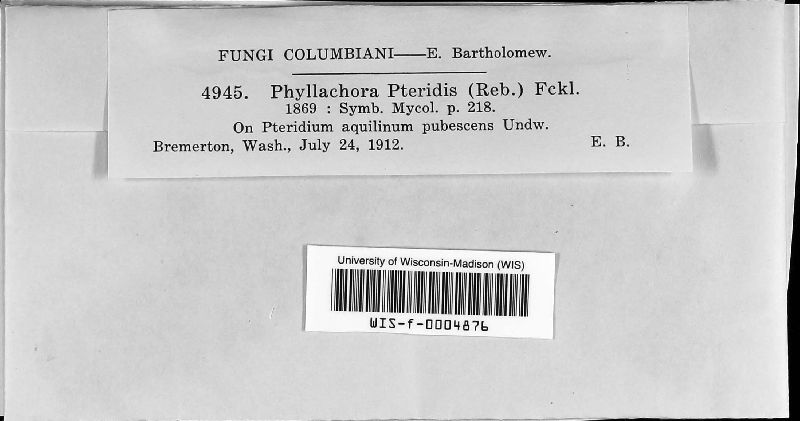 FUNGI COLUMBIANI——E. Bartholomew.
4945. Phyllachora Pteridis (Reb.) Fckl.
1869 : Symb. Mycol. p. 218.
On Pteridium aquilinum pubescens Undw.
Bremerton, Wash., July 24, 1912. E. B.
University of Wisconsin-Madison (WIS)
WIS-f-0004876